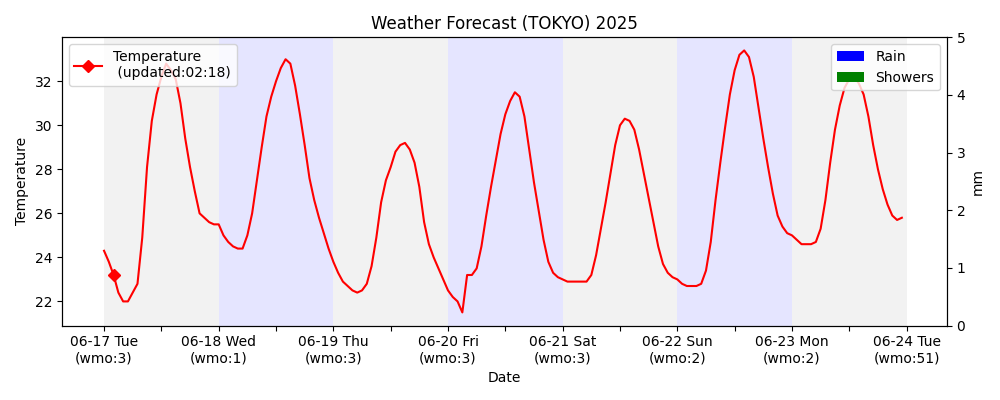 Weather Forecast (TOKYO) 2025
Temperature
(updated:02:18)
Rain
Showers
Temperature
32
30
28
26
24
22
5
4
3
2
1
0
mm
06-17 Tue
(wmo:3)
06-18 Wed
(wmo:1)
06-19 Thu
(wmo:3)
06-20 Fri
(wmo:3)
06-21 Sat
(wmo:3)
06-22 Sun
(wmo:2)
06-23 Mon
(wmo:2)
06-24 Tue
(wmo:51)
Date